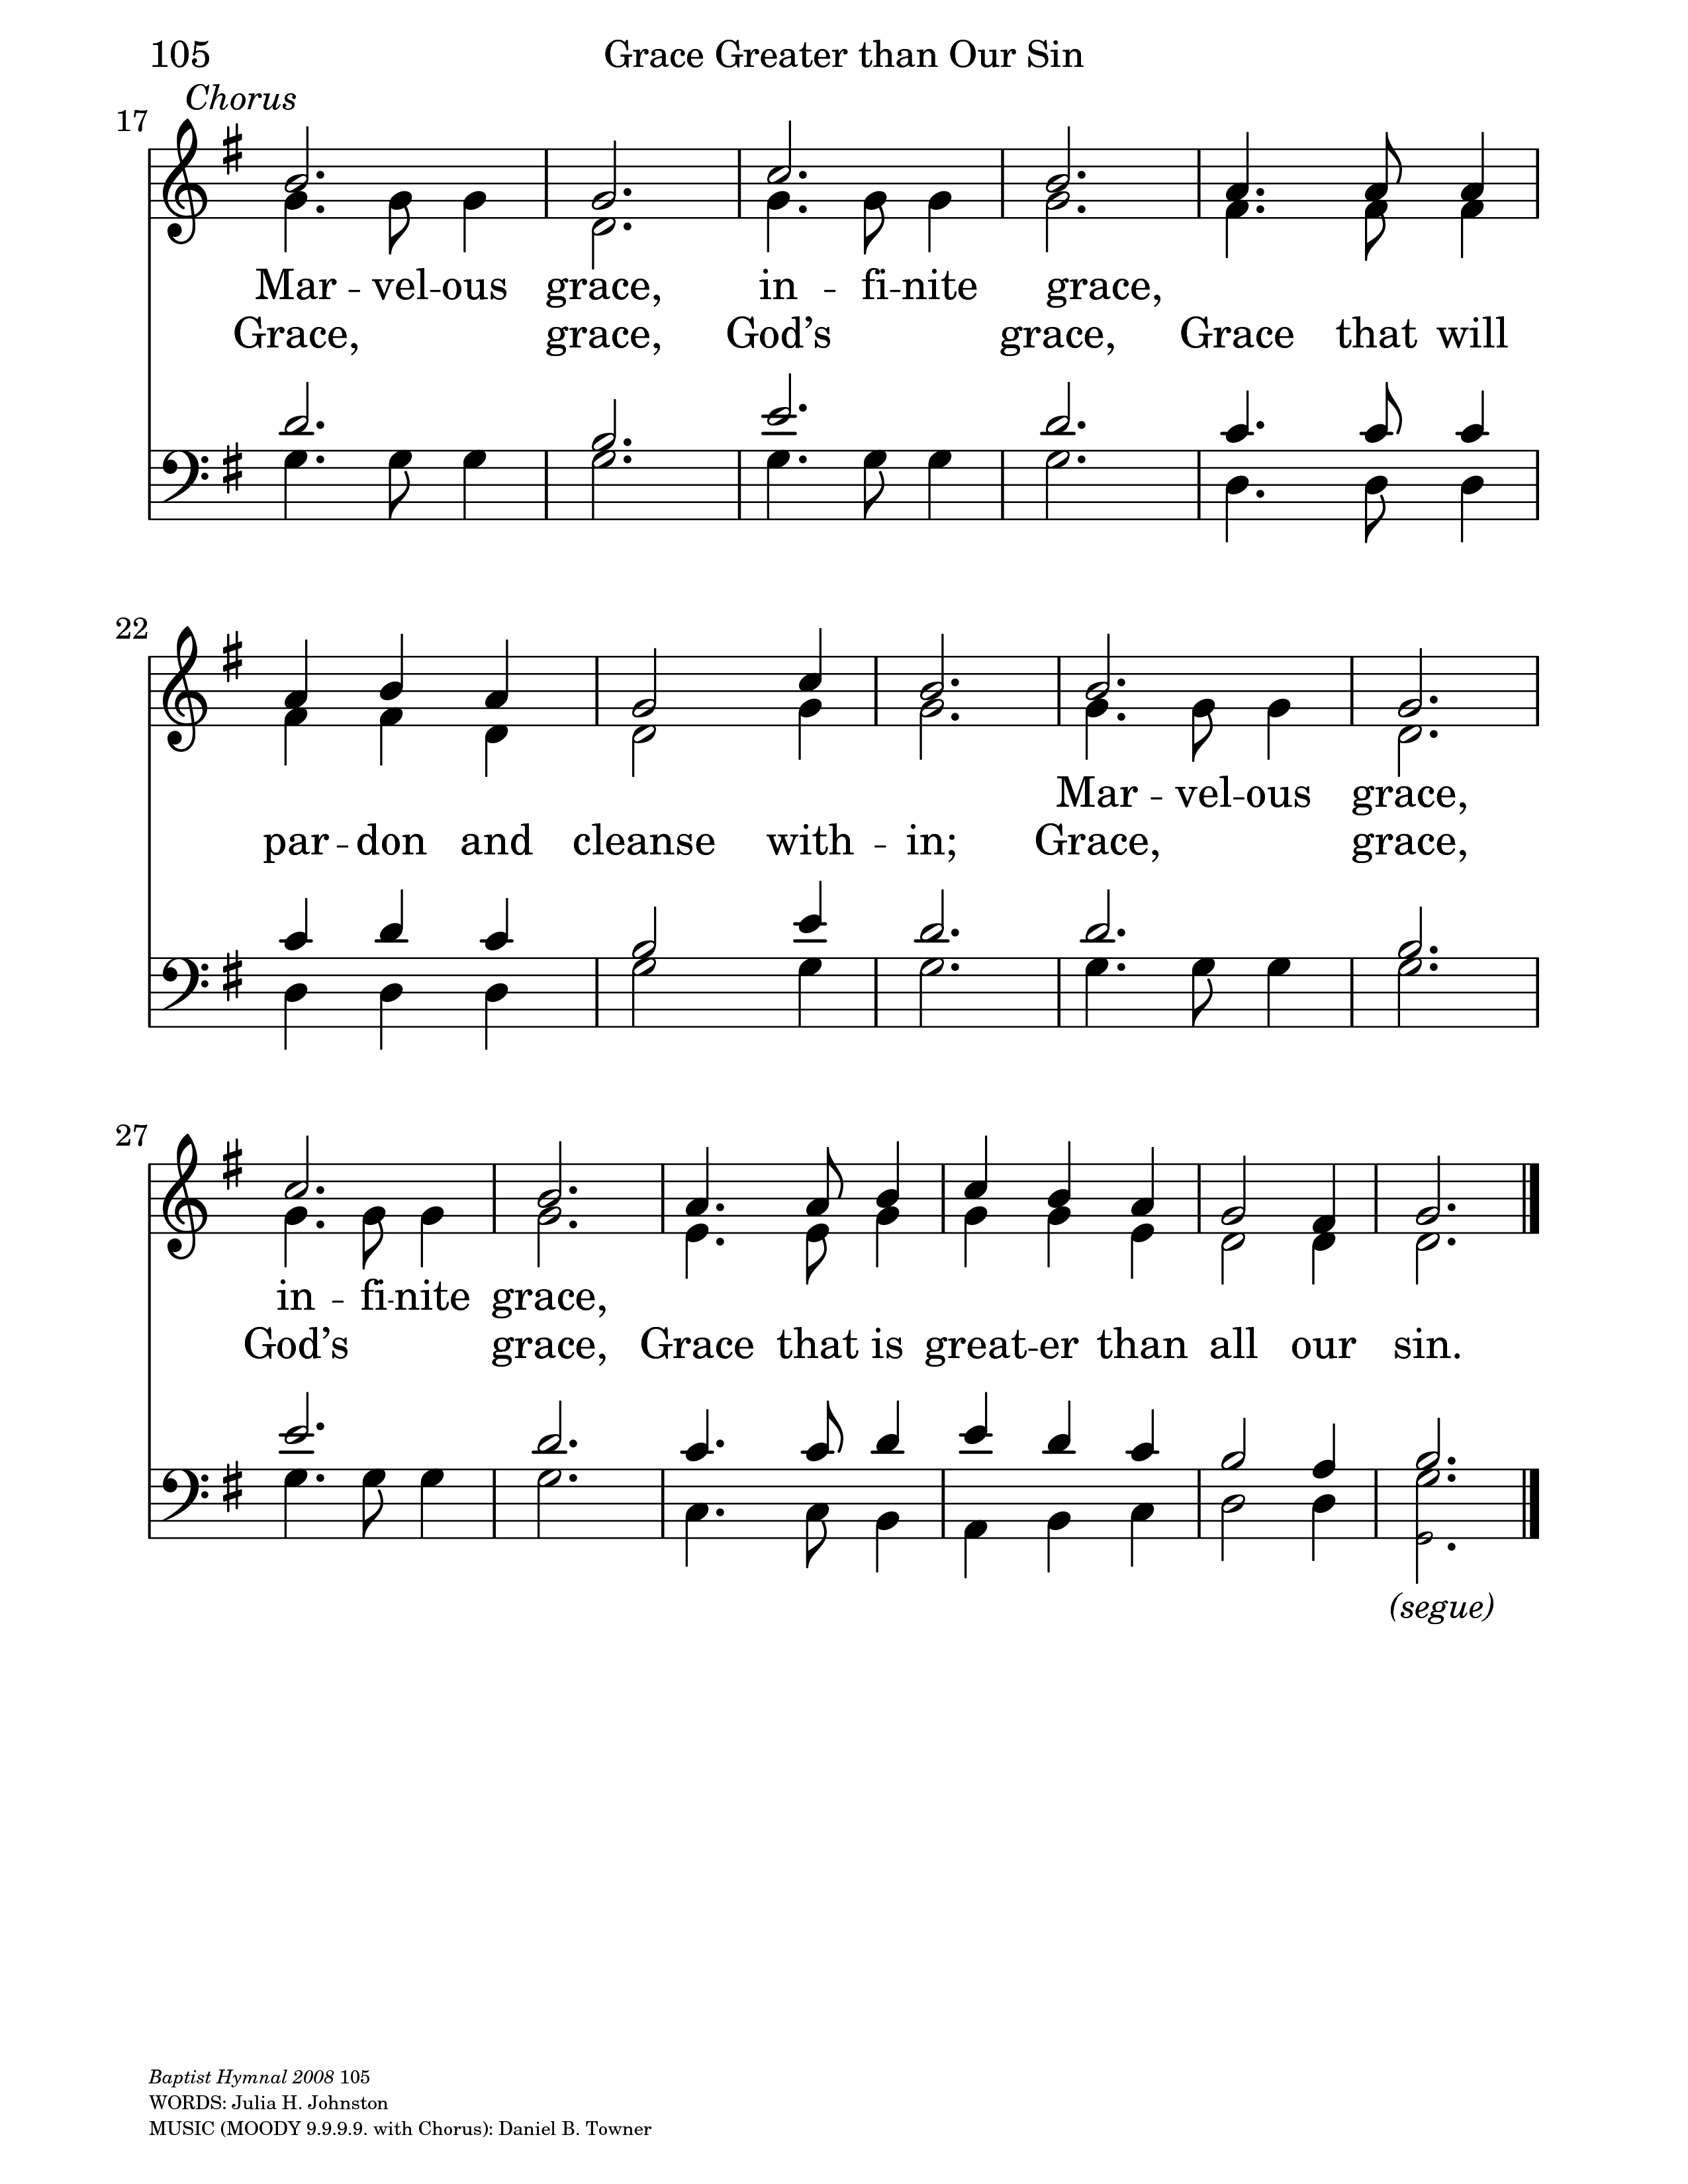 105 Grace Greater than Our Sin
Chorus
17
Mar -- vel -- ous grace, in -- fi -- nite grace,
Grace, grace, God’s grace, Grace that will
22
Mar -- vel -- ous grace,
par -- don and cleanse with -- in; Grace, grace,
27
in -- fi -- nite grace,
God’s grace, Grace that is great -- er than all our sin.
(segue)
Baptist Hymnal 2008 105
WORDS: Julia H. Johnston
MUSIC (MOODY 9.9.9.9. with Chorus): Daniel B. Towner